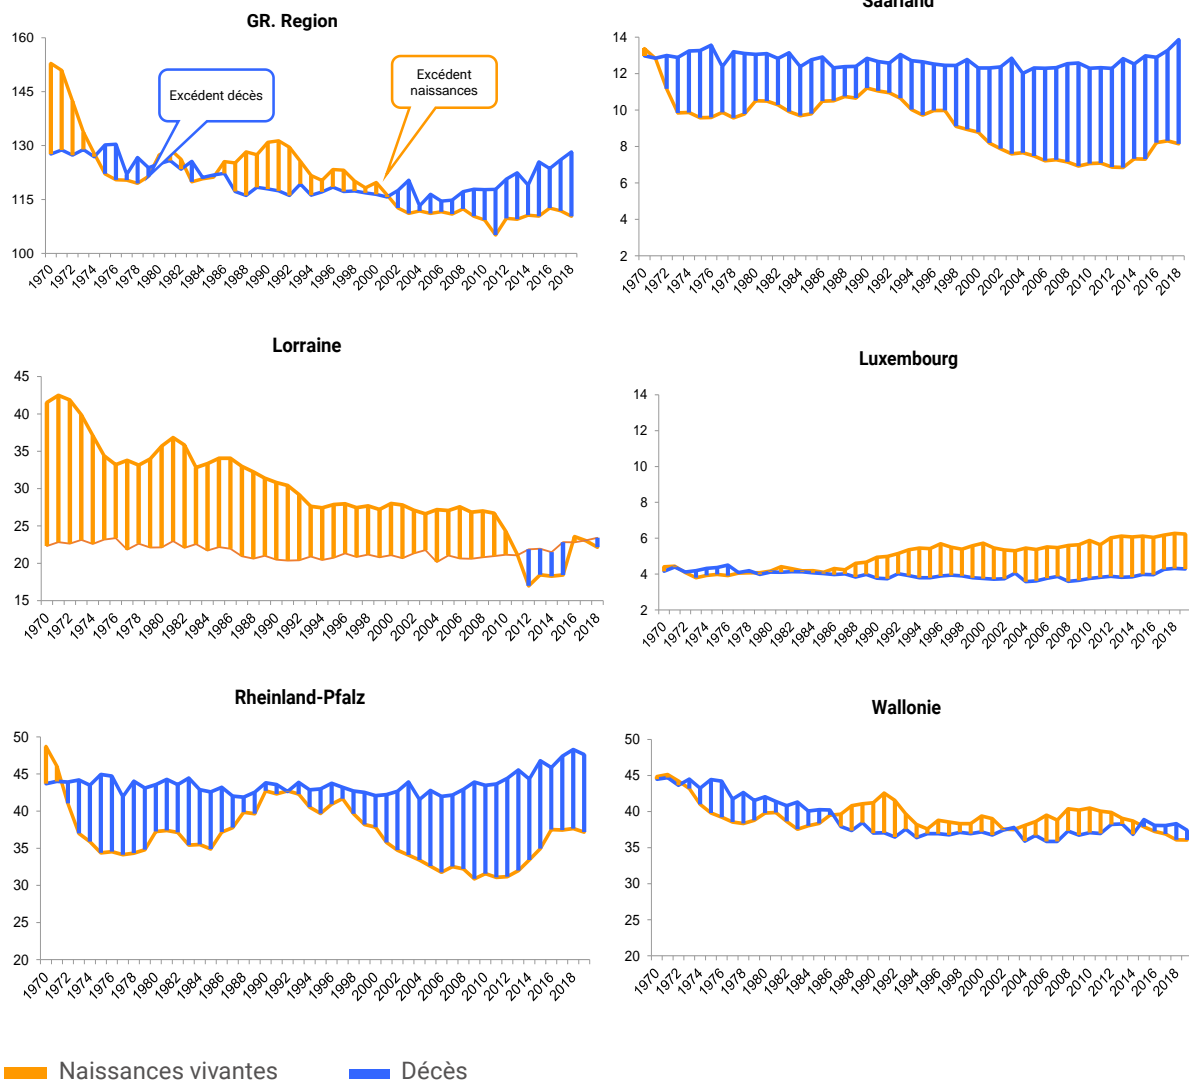 GR. Region
160
145
130
115
100
Excédent décès
Excédent
naissances
1970 1972 1974 1976 1978 1980 1982 1984 1986 1988 1990 1992 1994 1996 1998 2000 2002 2004 2006 2008 2010 2012 2014 2016 2018
Saarland
14
12
10
8
6
4
2
1970 1972 1974 1976 1978 1980 1982 1984 1986 1988 1990 1992 1994 1996 1998 2000 2002 2004 2006 2008 2010 2012 2014 2016 2018
Lorraine
45
40
35
30
25
20
15
1970 1972 1974 1976 1978 1980 1982 1984 1986 1988 1990 1992 1994 1996 1998 2000 2002 2004 2006 2008 2010 2012 2014 2016 2018
Luxembourg
14
12
10
8
6
4
2
1970 1972 1974 1976 1978 1980 1982 1984 1986 1988 1990 1992 1994 1996 1998 2000 2002 2004 2006 2008 2010 2012 2014 2016 2018
Rheinland-Pfalz
50
45
40
35
30
25
20
1970 1972 1974 1976 1978 1980 1982 1984 1986 1988 1990 1992 1994 1996 1998 2000 2002 2004 2006 2008 2010 2012 2014 2016 2018
Wallonie
50
45
40
35
30
25
20
1970 1972 1974 1976 1978 1980 1982 1984 1986 1988 1990 1992 1994 1996 1998 2000 2002 2004 2006 2008 2010 2012 2014 2016 2018
Naissances vivantes Décès